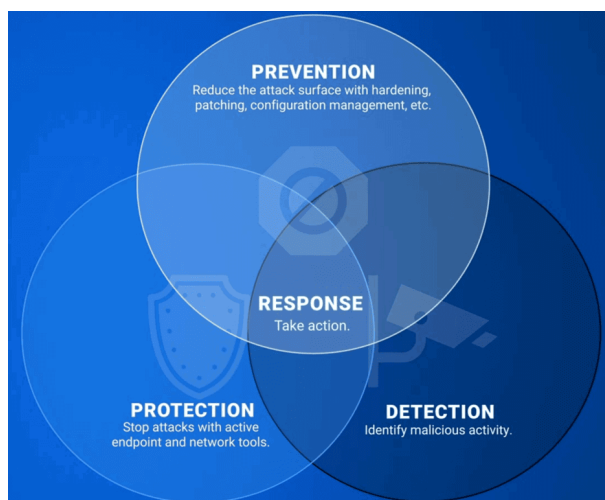 PREVENTION
Reduce the attack surface with hardening,
patching, configuration management, etc.
RESPONSE
Take action.
PROTECTION
Stop attacks with active
endpoint and network tools.
DETECTION
Identify malicious activity.